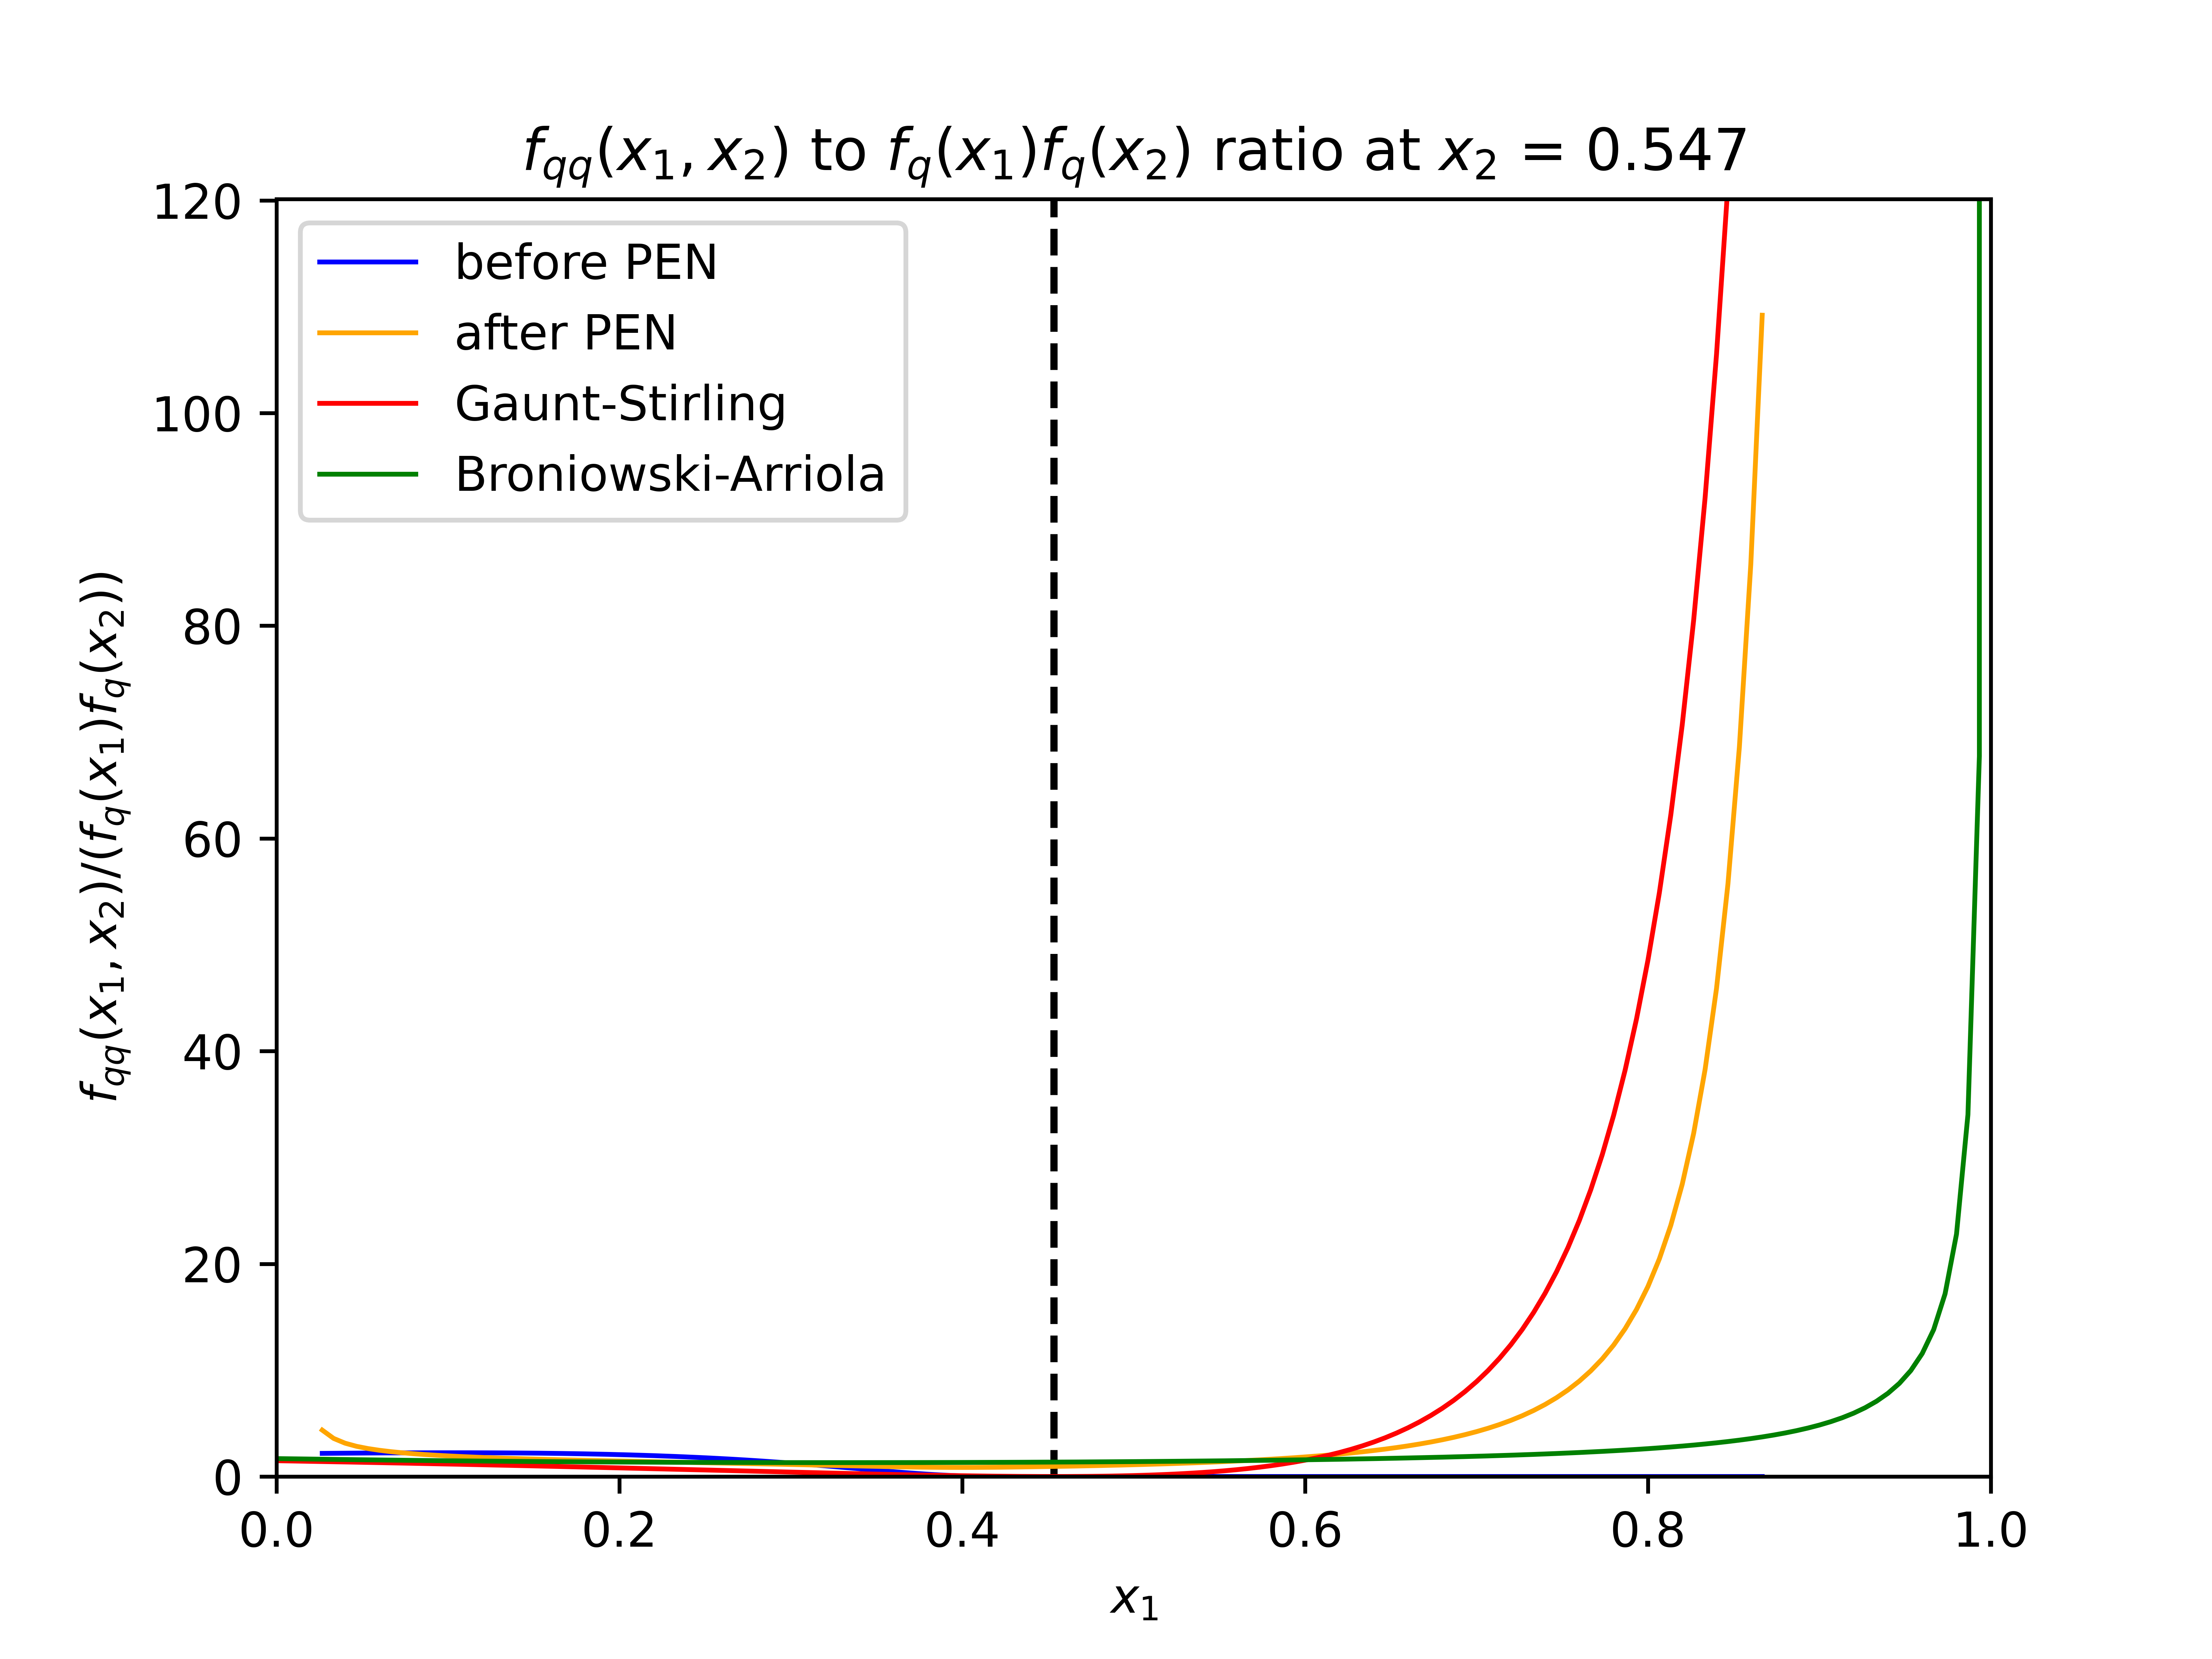 f_qq(x_1, x_2) to f_q(x_1)f_q(x_2) ratio at x_2 = 0.547
before PEN
after PEN
Gaunt-Stirling
Broniowski-Arriola
f_qq(x_1, x_2)/(f_q(x_1)f_q(x_2))
120
100
80
60
40
20
0
0.0 0.2 0.4 0.6 0.8 1.0
x_1